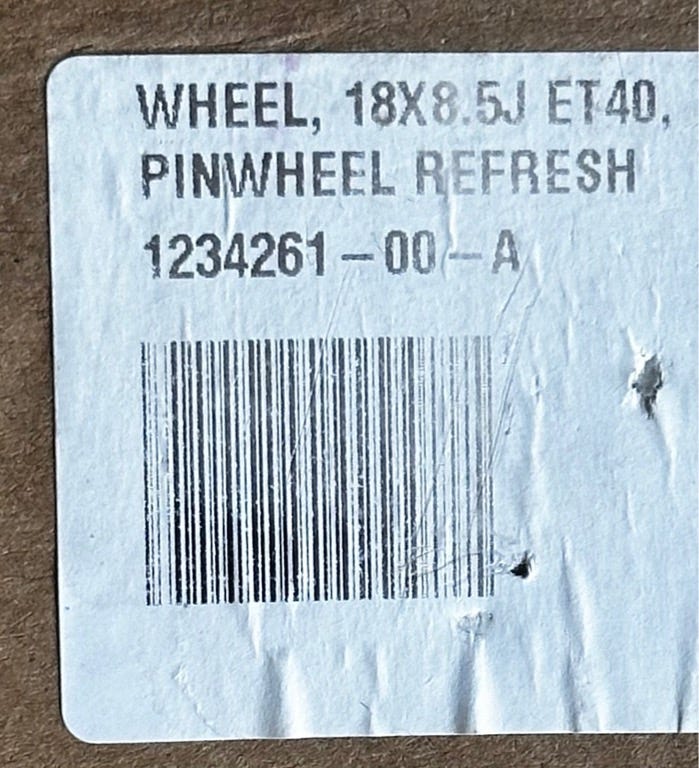 WHEEL, 18X8.5J ET40,
PINWHEEL REFRESH
1234261-00-A